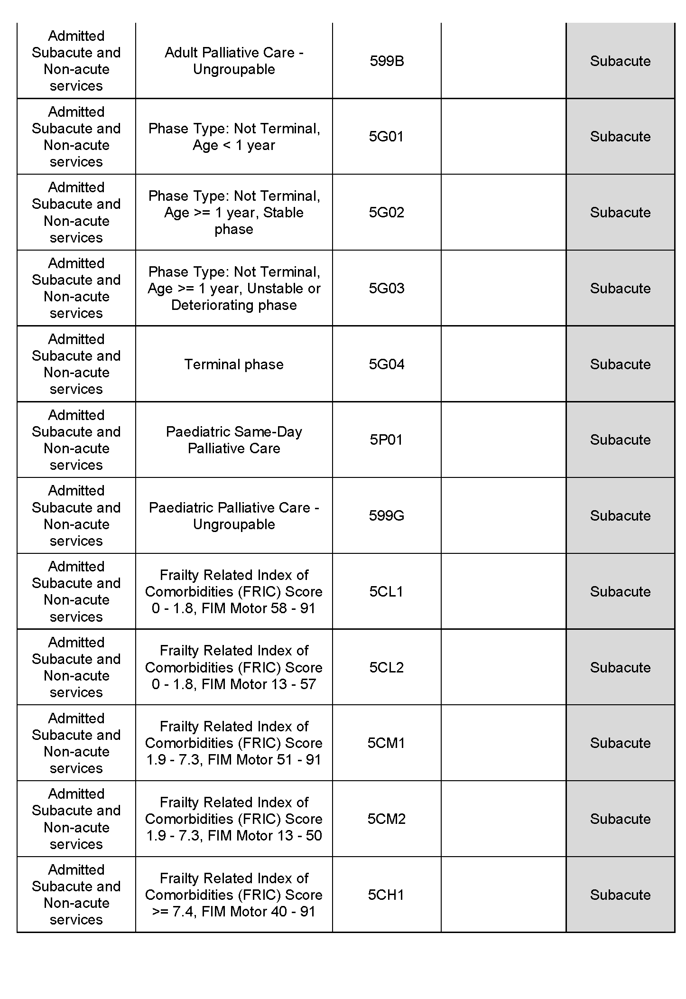 Admitted
Subacute and
Non-acute
services
Adult Palliative Care -
Ungroupable
599B
Subacute
Admitted
Subacute and
Non-acute
services
Phase Type: Not Terminal,
Age < 1 year
5G01
Subacute
Admitted
Subacute and
Non-acute
services
Phase Type: Not Terminal,
Age >= 1 year, Stable
phase
5G02
Subacute
Admitted
Subacute and
Non-acute
services
Phase Type: Not Terminal,
Age >= 1 year, Unstable or
Deteriorating phase
5G03
Subacute
Admitted
Subacute and
Non-acute
services
Terminal phase
5G04
Subacute
Admitted
Subacute and
Non-acute
services
Paediatric Same-Day
Palliative Care
5P01
Subacute
Admitted
Subacute and
Non-acute
services
Paediatric Palliative Care -
Ungroupable
599G
Subacute
Admitted
Subacute and
Non-acute
services
Frailty Related Index of
Comorbidities (FRIC) Score
0 - 1.8, FIM Motor 58 - 91
5CL1
Subacute
Admitted
Subacute and
Non-acute
services
Frailty Related Index of
Comorbidities (FRIC) Score
0 - 1.8, FIM Motor 13 - 57
5CL2
Subacute
Admitted
Subacute and
Non-acute
services
Frailty Related Index of
Comorbidities (FRIC) Score
1.9 - 7.3, FIM Motor 51 - 91
5CM1
Subacute
Admitted
Subacute and
Non-acute
services
Frailty Related Index of
Comorbidities (FRIC) Score
1.9 - 7.3, FIM Motor 13 - 50
5CM2
Subacute
Admitted
Subacute and
Non-acute
services
Frailty Related Index of
Comorbidities (FRIC) Score
>= 7.4, FIM Motor 40 - 91
5CH1
Subacute